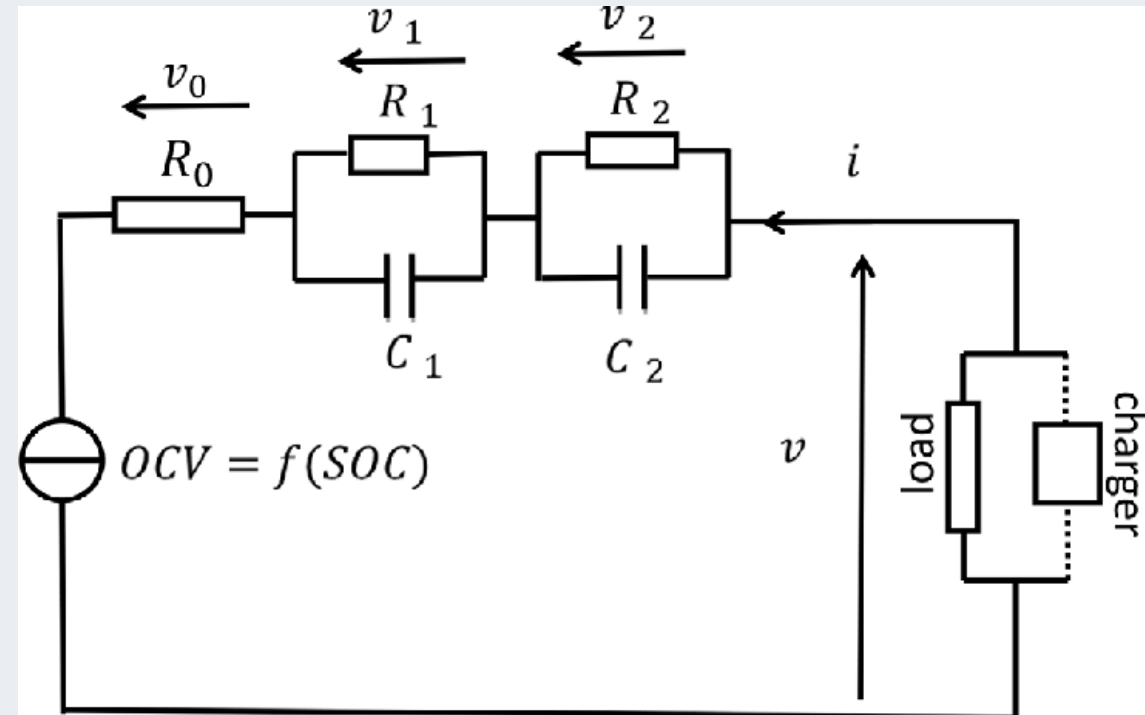 v 1
v 2
v0
R 1
R 2
R0
i
C 1
C 2
OCV = f(SOC)
v
load
charger